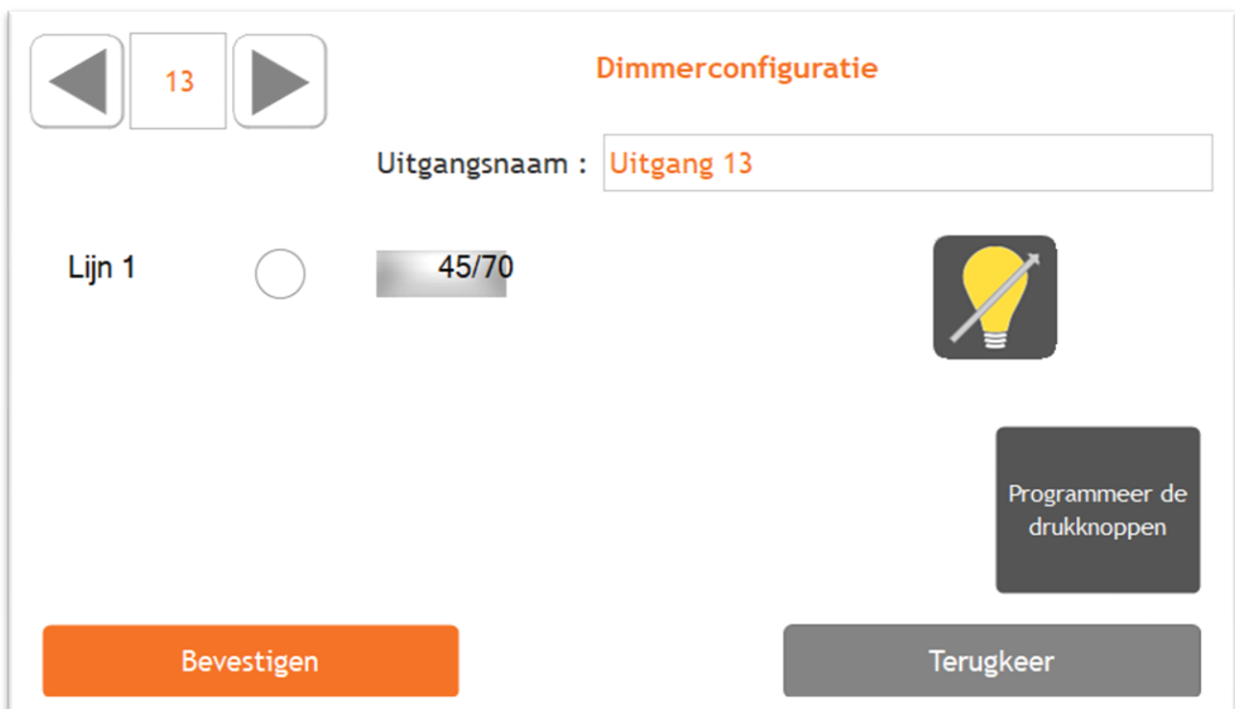 13
Dimmerconfiguratie
Uitgangsnaam : Uitgang 13
Lijn 1
45/70
Programmeer de
drukknoppen
Bevestigen
Terugkeer